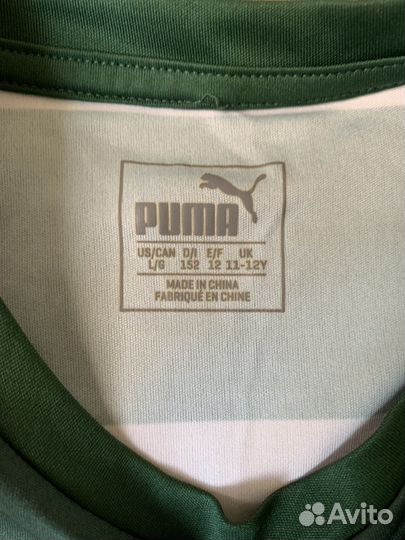 PUMA
US/CAN D/I E/F UK
L/G 152 12 11-12Y
MADE IN CHINA
FABRIQUÉ EN CHINE
Avito